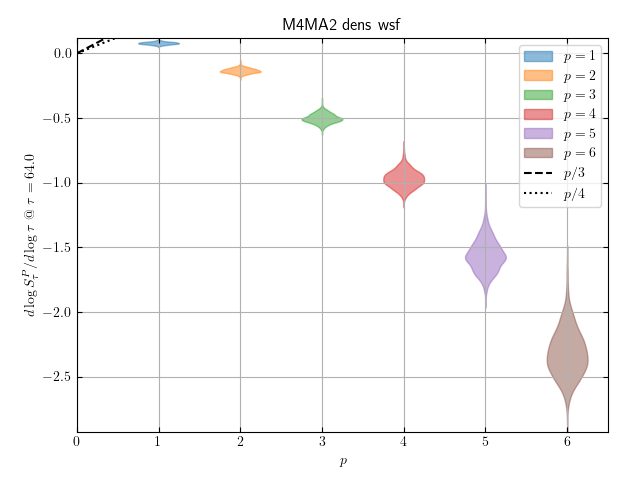 M4MA2 dens wsf
0.0
−0.5
−1.0
−1.5
−2.0
−2.5
d log S_τ^P / d log τ @ τ = 64.0
0 1 2 3 4 5 6
p
p = 1
p = 2
p = 3
p = 4
p = 5
p = 6
p/3
p/4